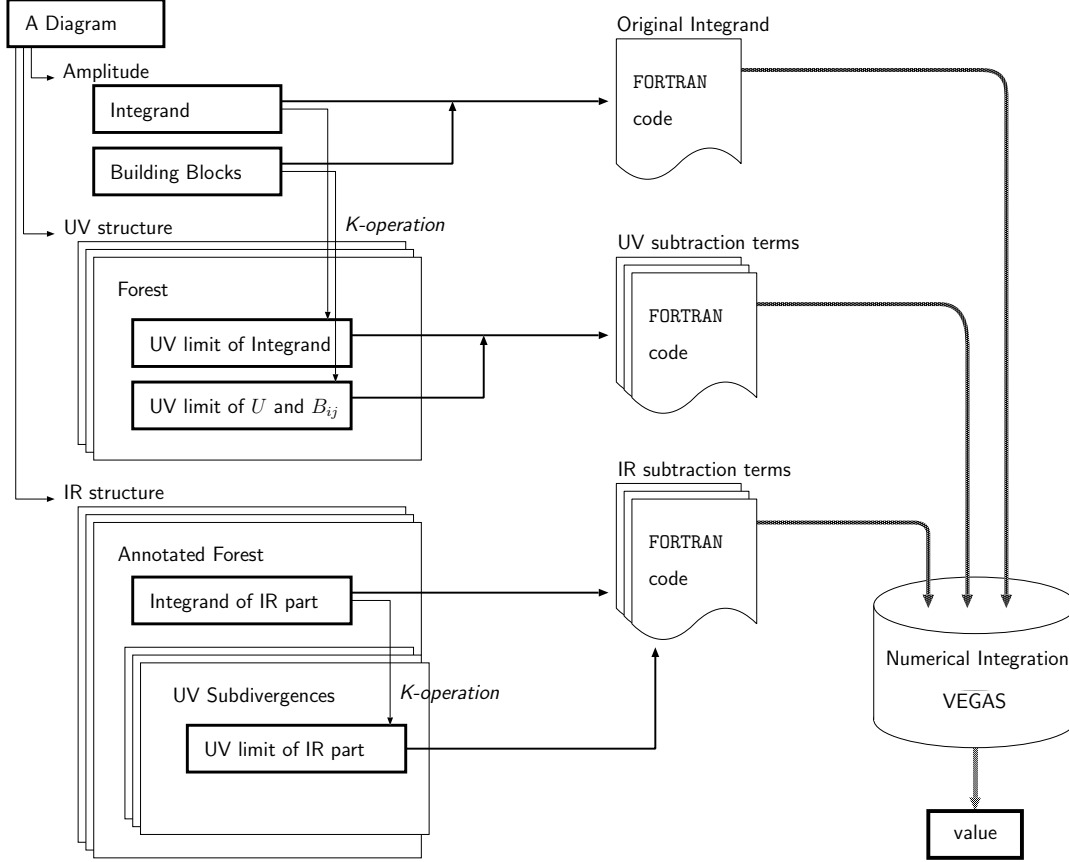 A Diagram
Original Integrand
Amplitude
Integrand
FORTRAN
code
Building Blocks
UV structure
K-operation
UV subtraction terms
Forest
FORTRAN
code
UV limit of Integrand
UV limit of U and B_{ij}
IR structure
IR subtraction terms
Annotated Forest
Integrand of IR part
FORTRAN
code
UV Subdivergences
K-operation
UV limit of IR part
Numerical Integration
VEGAS
value